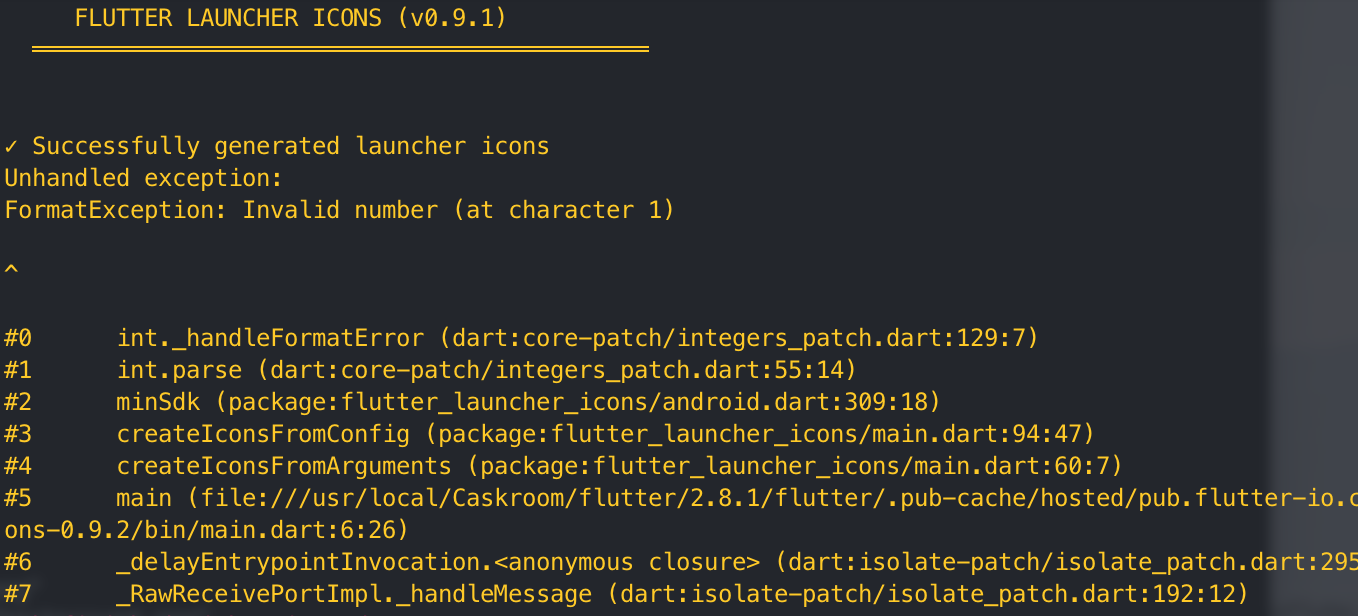 FLUTTER LAUNCHER ICONS (v0.9.1)
✓ Successfully generated launcher icons
Unhandled exception:
FormatException: Invalid number (at character 1)
^
#0      int._handleFormatError (dart:core-patch/integers_patch.dart:129:7)
#1      int.parse (dart:core-patch/integers_patch.dart:55:14)
#2      minSdk (package:flutter_launcher_icons/android.dart:309:18)
#3      createIconsFromConfig (package:flutter_launcher_icons/main.dart:94:47)
#4      createIconsFromArguments (package:flutter_launcher_icons/main.dart:60:7)
#5      main (file:///usr/local/Caskroom/flutter/2.8.1/flutter/.pub-cache/hosted/pub.flutter-io.c
ons-0.9.2/bin/main.dart:6:26)
#6      _delayEntrypointInvocation.<anonymous closure> (dart:isolate-patch/isolate_patch.dart:295
#7      _RawReceivePortImpl._handleMessage (dart:isolate-patch/isolate_patch.dart:192:12)